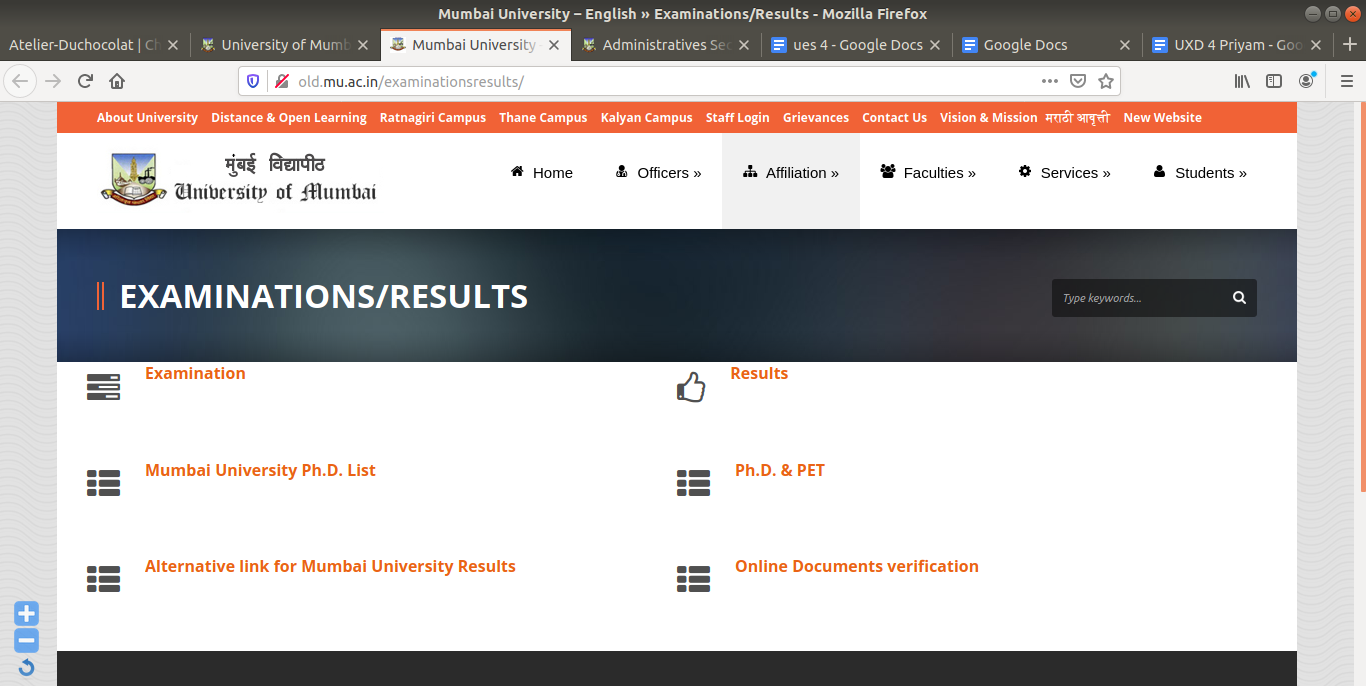 Mumbai University – English » Examinations/Results - Mozilla Firefox
Atelier-Duchocolat | Ch
University of Mumb
Mumbai University
Administratives Sec
ues 4 - Google Docs
Google Docs
UXD 4 Priyam - Goo
old.mu.ac.in/examinationsresults/
About University Distance & Open Learning Ratnagiri Campus Thane Campus Kalyan Campus Staff Login Grievances Contact Us Vision & Mission मराठी आवृत्ती New Website
मुंबई विद्यापीठ
University of Mumbai
Home Officers » Affiliation » Faculties » Services » Students »
EXAMINATIONS/RESULTS
Type keywords...
Examination
Results
Mumbai University Ph.D. List
Ph.D. & PET
Alternative link for Mumbai University Results
Online Documents verification